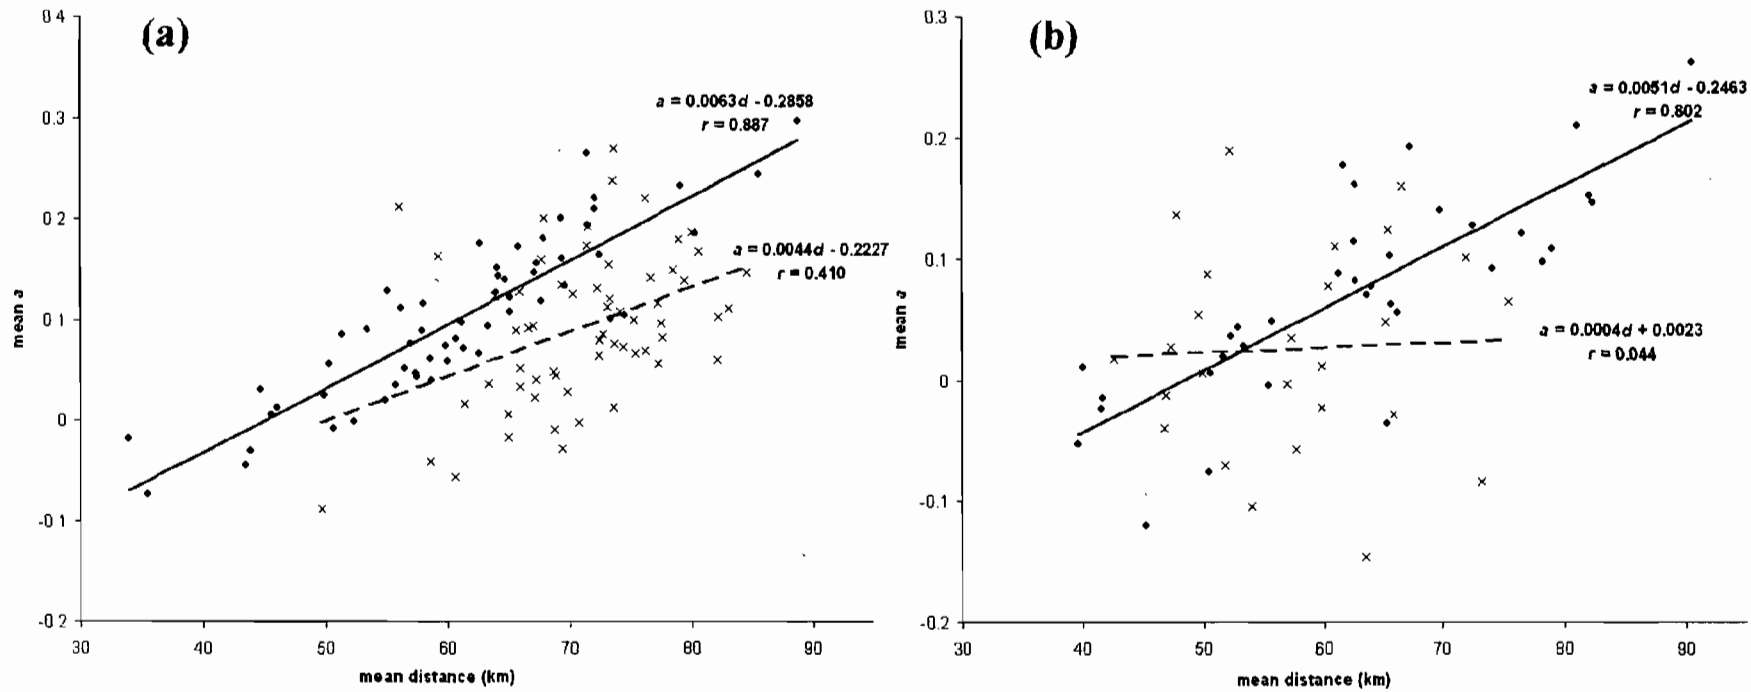 (a)
0 4
0.3
0 2
0 1
0
-0 1
-0 2
30 40 50 60 70 80 90
mean distance (km)
mean a
a = 0.0063d - 0.2858
r = 0.887
a = 0.0044d - 0.2227
r = 0.410
(b)
0.3
0.2
0.1
0
-0.1
-0.2
30 40 50 60 70 80 90
mean distance (km)
mean a
a = 0.0051d - 0.2463
r = 0.802
a = 0.0004d + 0.0023
r = 0.044